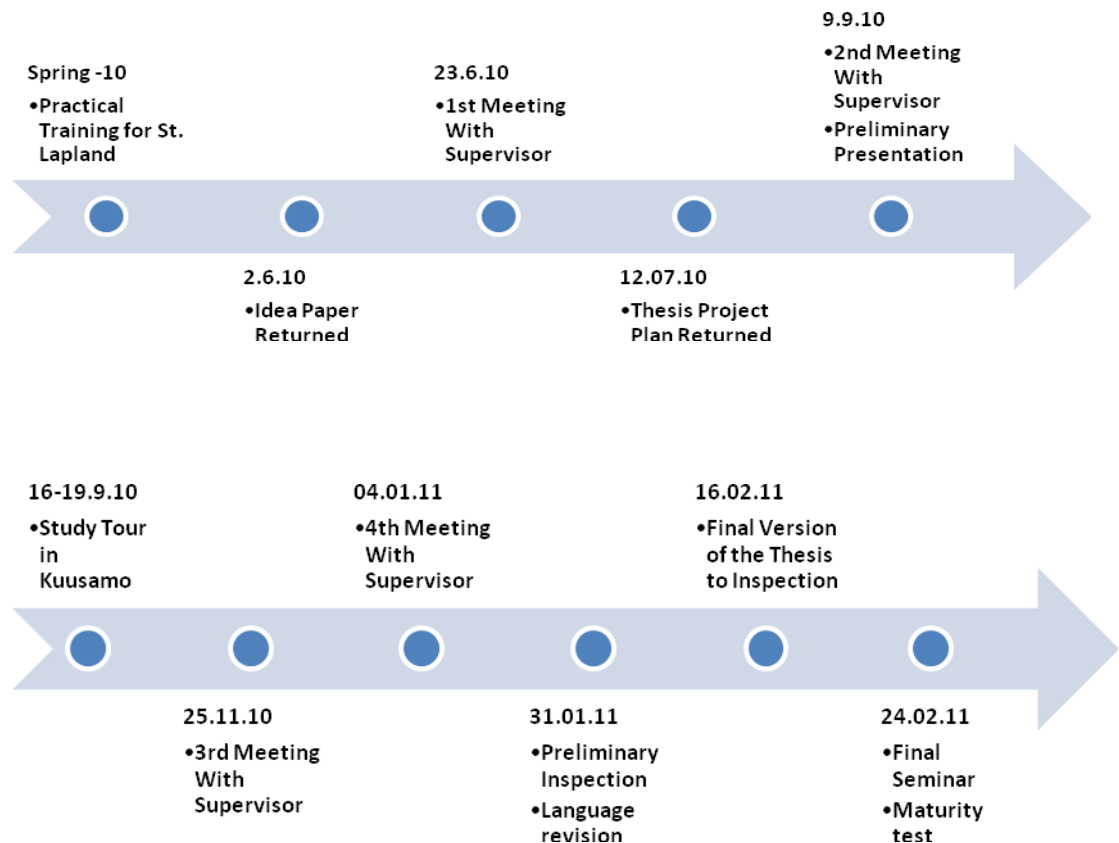 Spring -10
•Practical
Training for St.
Lapland
2.6.10
•Idea Paper
Returned
23.6.10
•1st Meeting
With
Supervisor
12.07.10
•Thesis Project
Plan Returned
9.9.10
•2nd Meeting
With
Supervisor
•Preliminary
Presentation
16-19.9.10
•Study Tour
in
Kuusamo
25.11.10
•3rd Meeting
With
Supervisor
04.01.11
•4th Meeting
With
Supervisor
31.01.11
•Preliminary
Inspection
•Language
revision
16.02.11
•Final Version
of the Thesis
to Inspection
24.02.11
•Final
Seminar
•Maturity
test